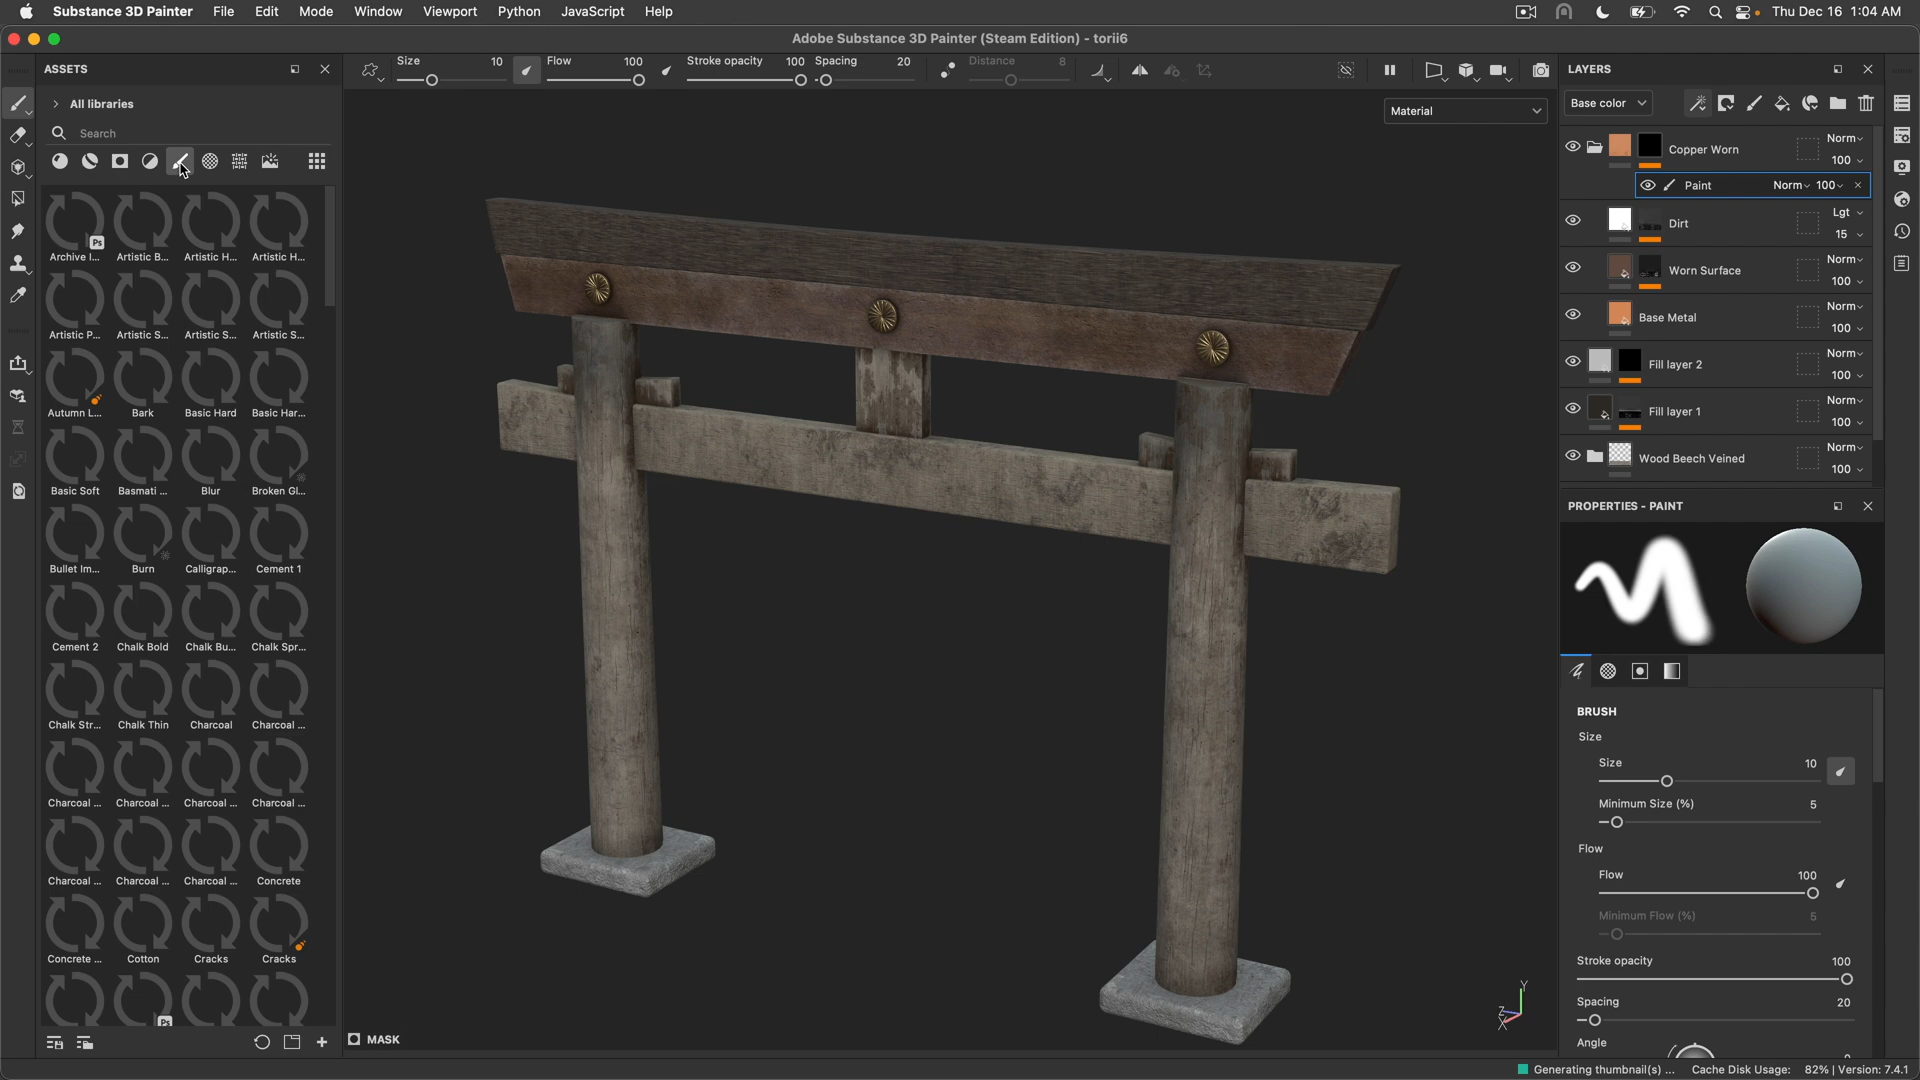 Substance 3D Painter File Edit Mode Window Viewport Python JavaScript Help Thu Dec 16 1:04 AM
Adobe Substance 3D Painter (Steam Edition) - torii6
ASSETS
Size 10 Flow 100 Stroke opacity 100 Spacing 20 Distance 8
All libraries
Search
Archive I... Artistic B... Artistic H... Artistic H...
Artistic P... Artistic S... Artistic S... Artistic S...
Autumn L... Bark Basic Hard Basic Har...
Basic Soft Basmati ... Blur Broken Gl...
Bullet Im... Burn Calligrap... Cement 1
Cement 2 Chalk Bold Chalk Bu... Chalk Spr...
Chalk Str... Chalk Thin Charcoal Charcoal ...
Charcoal ... Charcoal ... Charcoal ... Charcoal ...
Charcoal ... Charcoal ... Charcoal ... Concrete
Concrete ... Cotton Cracks Cracks
Ps
Ps
Material
MASK
Y
Z
X
LAYERS
Base color
Copper Worn Norm 100
Paint Norm 100
Dirt Lgt 15
Worn Surface Norm 100
Base Metal Norm 100
Fill layer 2 Norm 100
Fill layer 1 Norm 100
Wood Beech Veined Norm 100
PROPERTIES - PAINT
BRUSH
Size
Size 10
Minimum Size (%) 5
Flow
Flow 100
Minimum Flow (%) 5
Stroke opacity 100
Spacing 20
Angle
Generating thumbnail(s) ... Cache Disk Usage: 82% | Version: 7.4.1